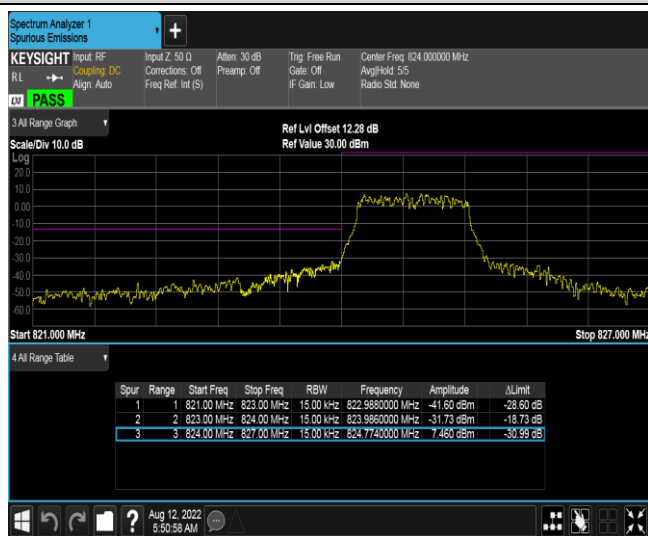 Spectrum Analyzer 1
Spurious Emissions
KEYSIGHT Input: RF Input Z: 50 Ω Atten: 30 dB Trig: Free Run Center Freq: 824.000000 MHz
RL Coupling: DC Corrections: Off Preamp: Off Gate: Off Avg|Hold: 5/5
Align: Auto Freq Ref: Int (S) IF Gain: Low Radio Std: None
LXI PASS
3 All Range Graph
Ref Lvl Offset 12.28 dB
Scale/Div 10.0 dB Ref Value 30.00 dBm
Log
20.0
10.0
0.00
-10.0
-20.0
-30.0
-40.0
-50.0
-60.0
Start 821.000 MHz Stop 827.000 MHz
4 All Range Table
Spur Range Start Freq Stop Freq RBW Frequency Amplitude ΔLimit
1 1 821.00 MHz 823.00 MHz 15.00 kHz 822.9880000 MHz -41.60 dBm -28.60 dB
2 2 823.00 MHz 824.00 MHz 15.00 kHz 823.9860000 MHz -31.73 dBm -18.73 dB
3 3 824.00 MHz 827.00 MHz 15.00 kHz 824.7740000 MHz 7.460 dBm -30.99 dB
Aug 12, 2022
5:50:58 AM